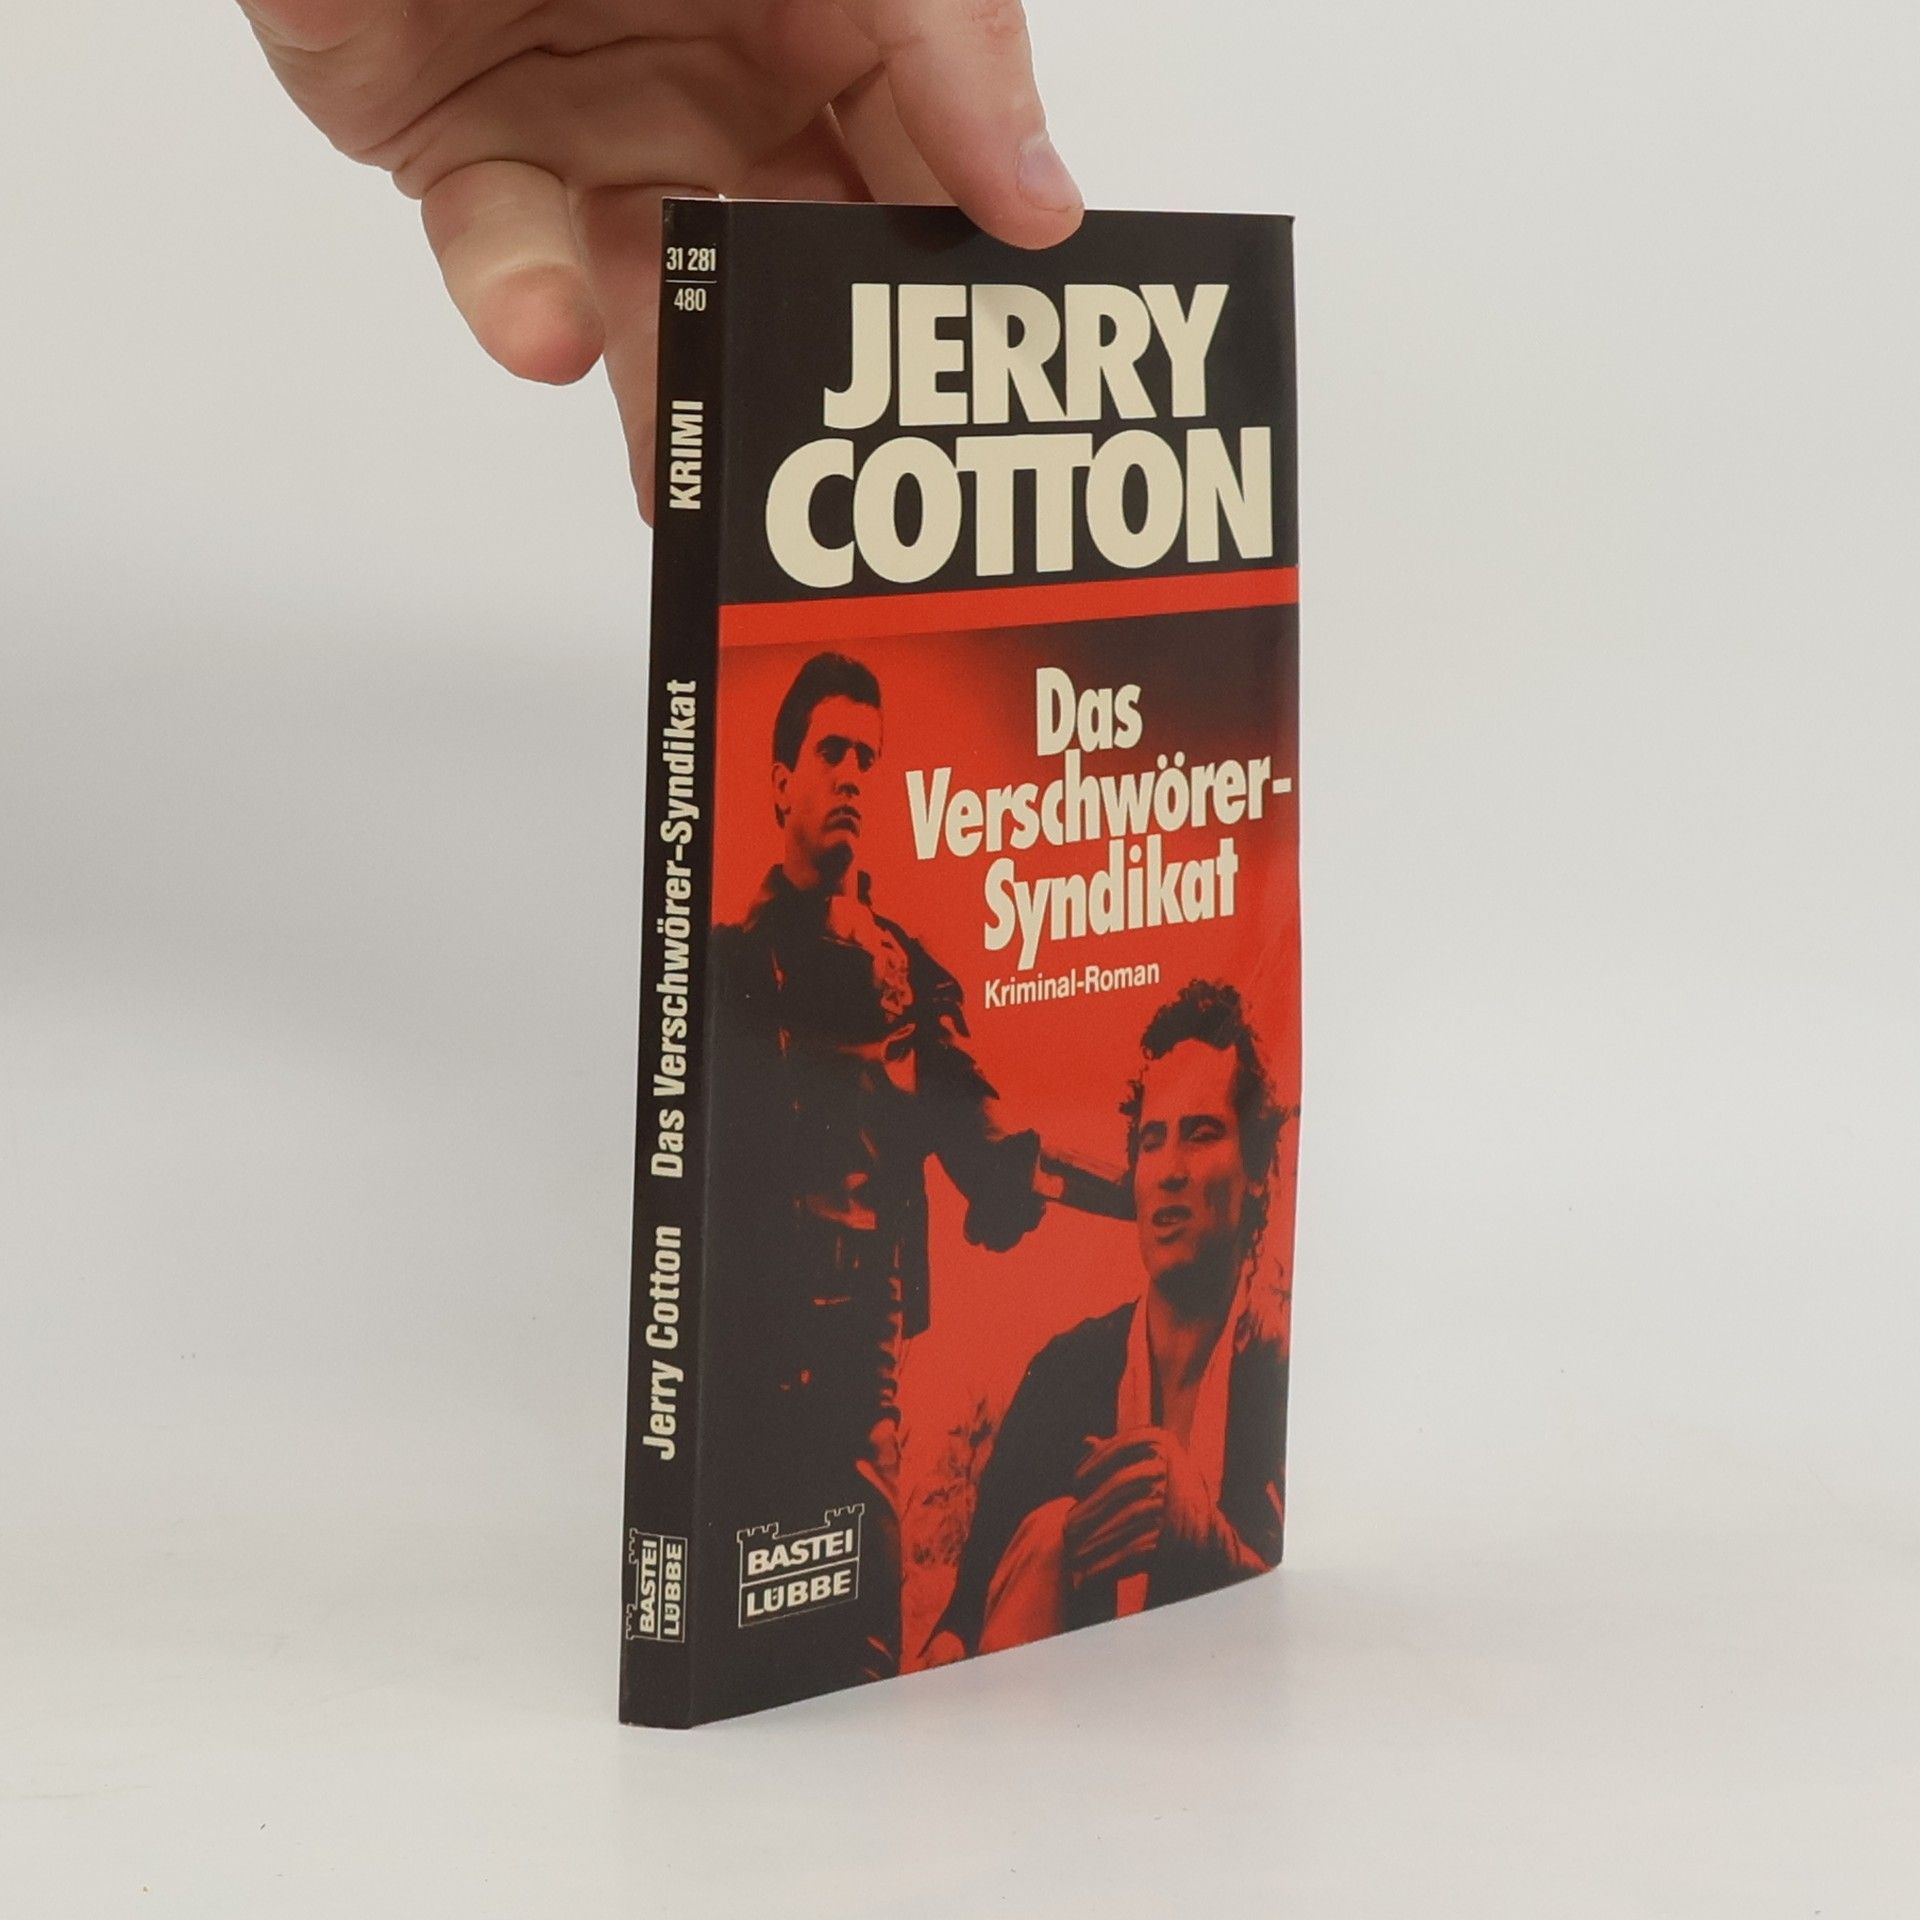 31 281
480
KRIMI
Das Verschwörer-Syndikat
Jerry Cotton
BASTEI
LÜBBE
JERRY
COTTON
Das
Verschwörer-
Syndikat
Kriminal-Roman
BASTEI
LÜBBE